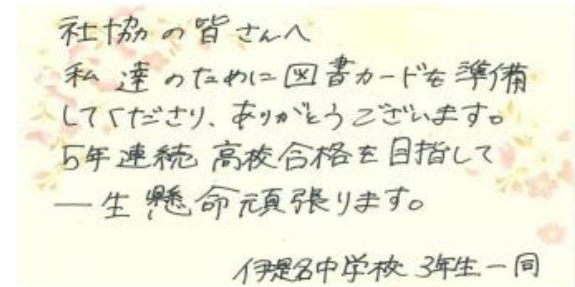 社協の皆さんへ
私達のために図書カードを準備
してくださり、ありがとうございます。
5年連続高校合格を目指して
一生懸命頑張ります。
伊是名中学校 3年生一同